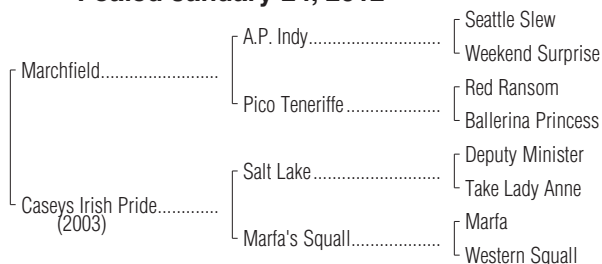 Foaled January 24, 2012
Seattle Slew
A.P. Indy
Weekend Surprise
Marchfield
Red Ransom
Pico Teneriffe
Ballerina Princess
Deputy Minister
Salt Lake
Take Lady Anne
Caseys Irish Pride
(2003)
Marfa
Marfa's Squall
Western Squall